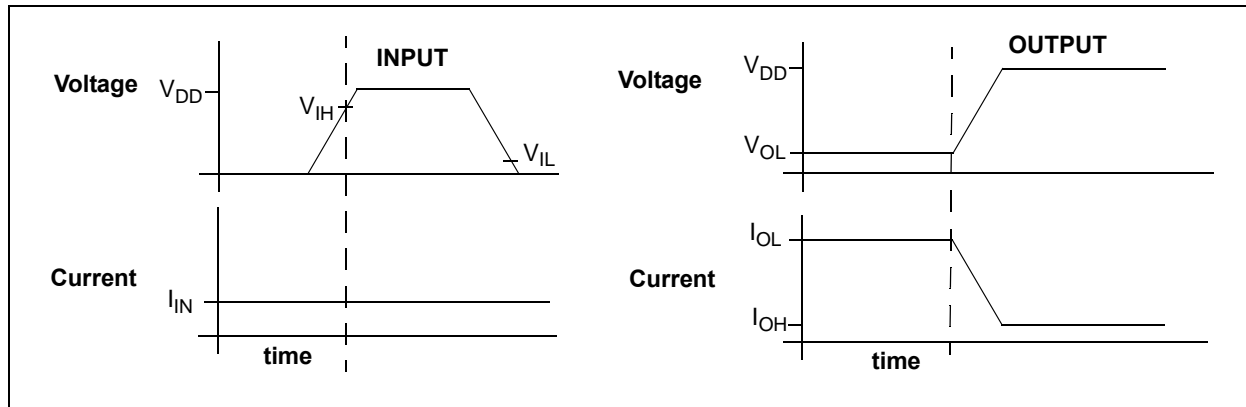 INPUT
Voltage
VDD
VIH
VIL
Current
IIN
time
OUTPUT
Voltage
VDD
VOL
Current
IOL
IOH
time